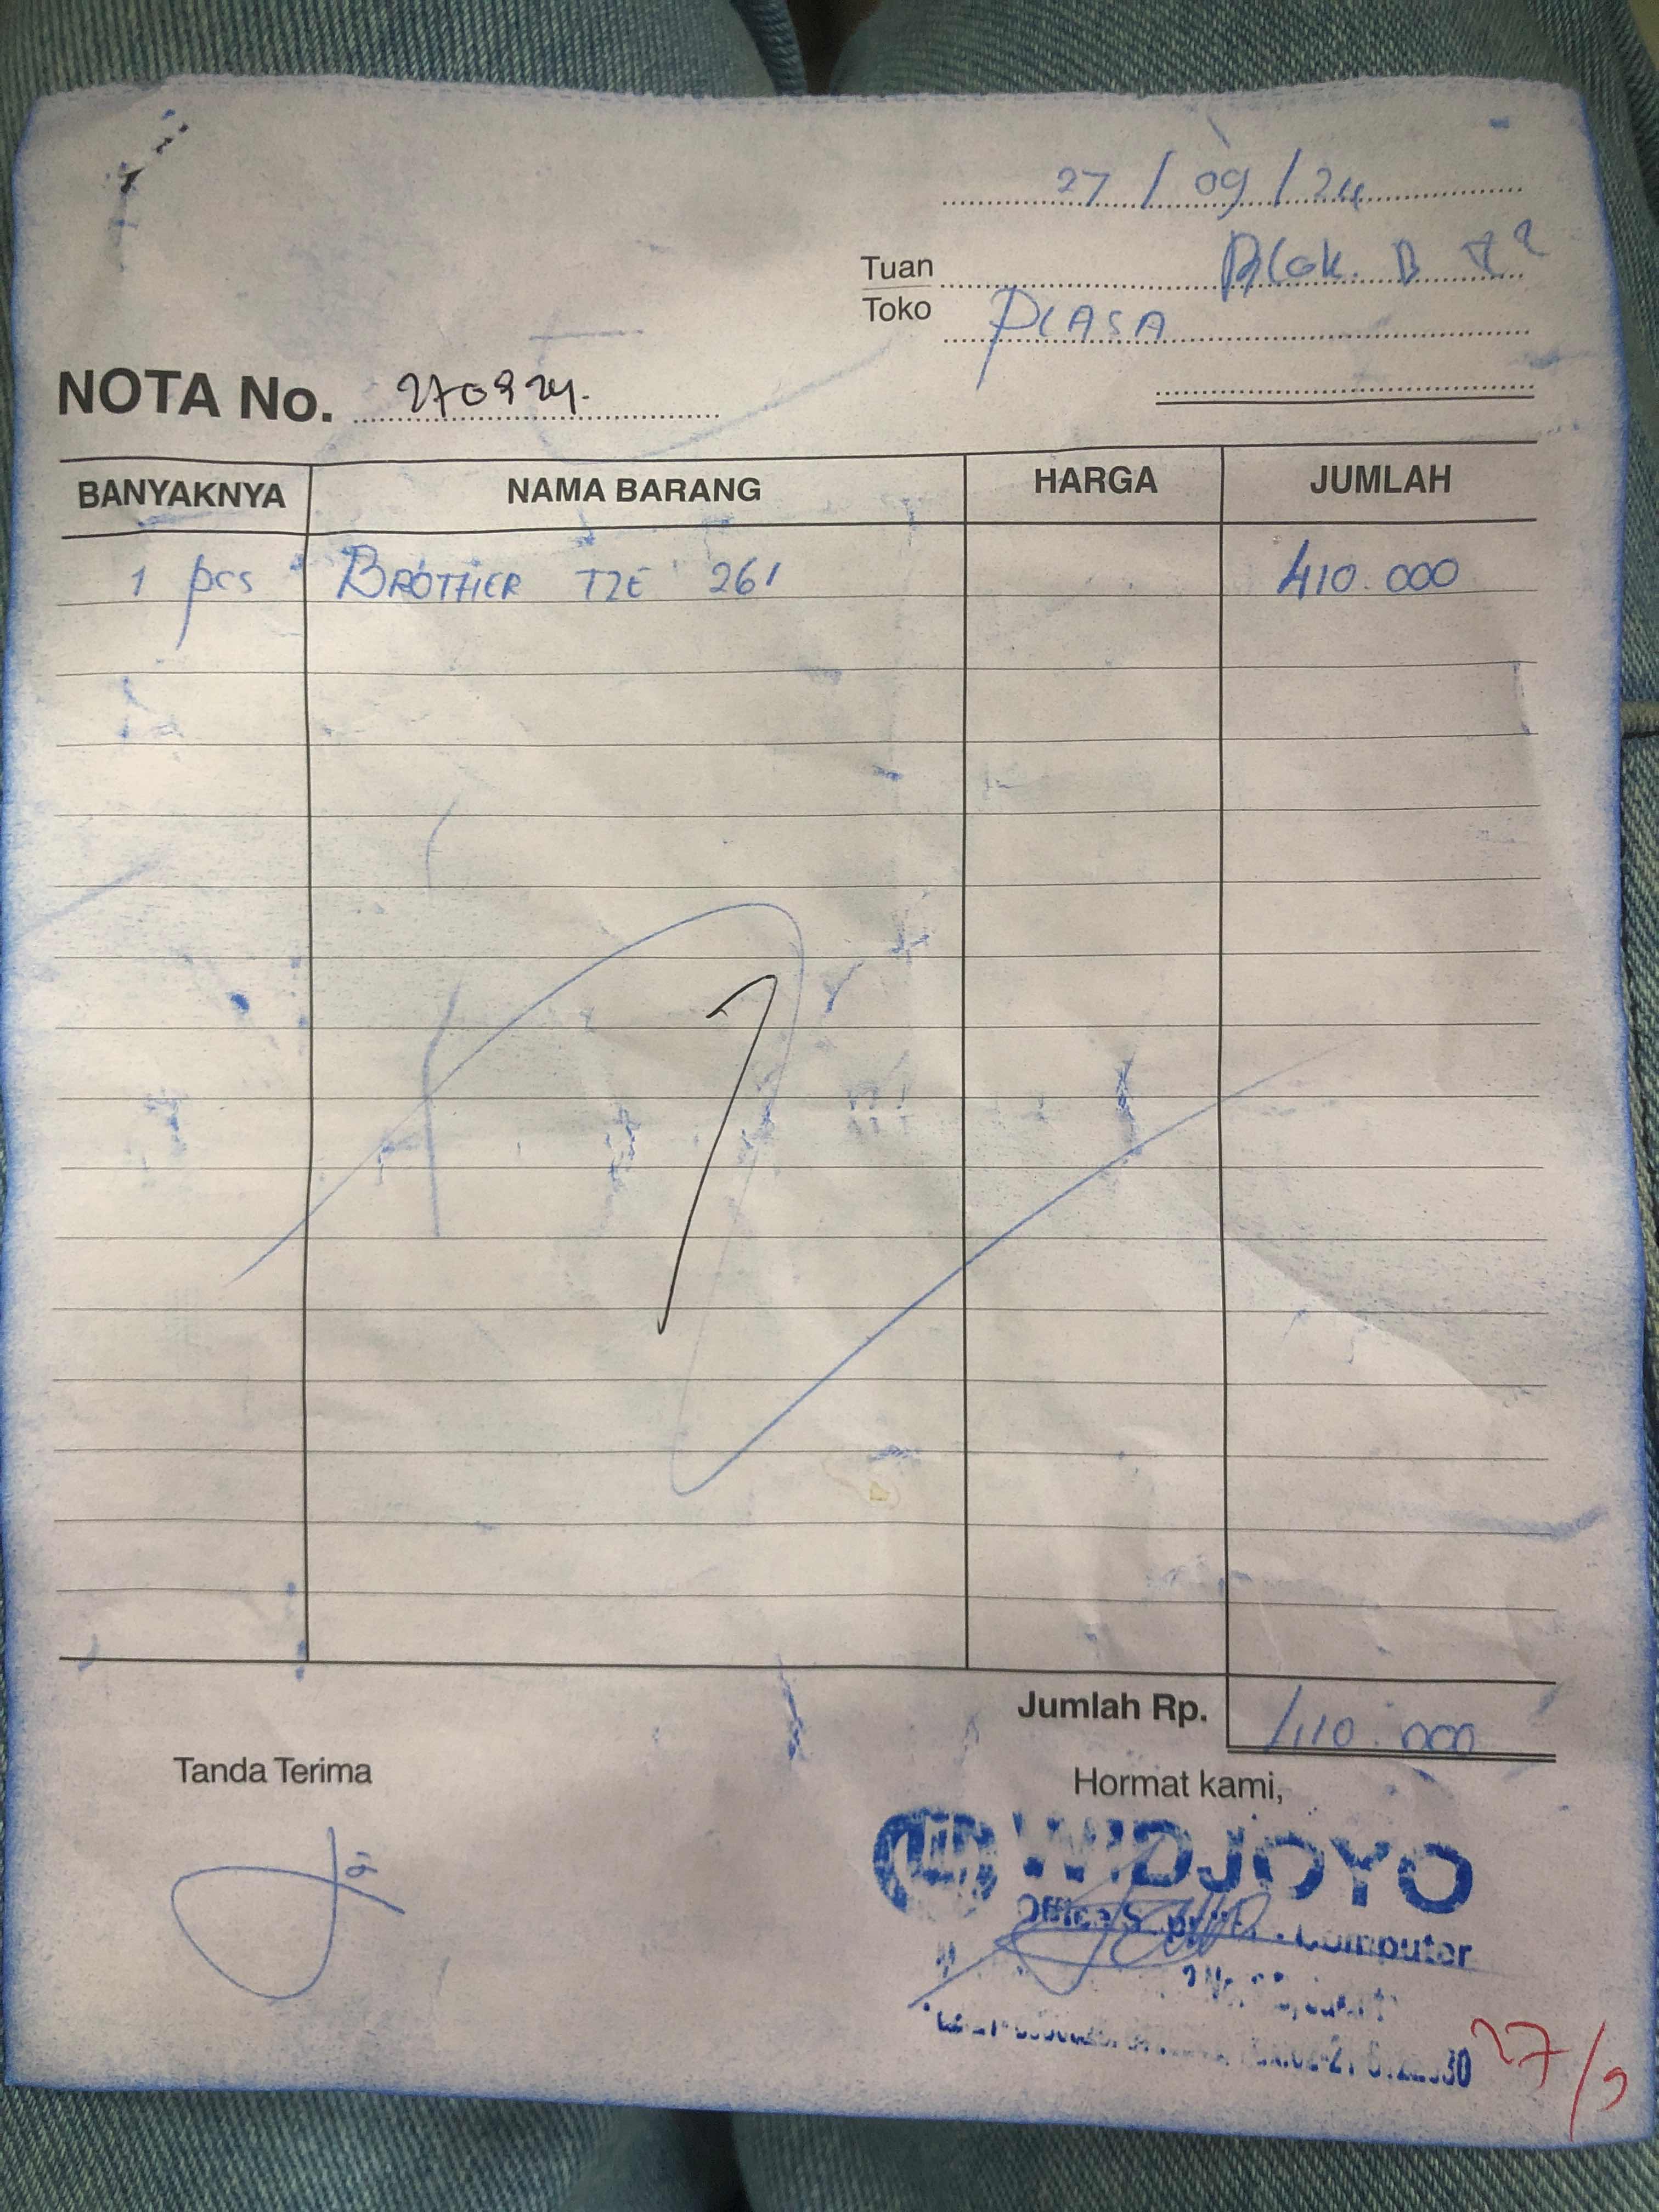 27 / 09 / 24
Tuan Blok. B
Toko PLASA
NOTA No. 270924.
BANYAKNYA NAMA BARANG HARGA JUMLAH
1 pcs BROTHER TZE 261 410.000
Jumlah Rp. 410.000
Tanda Terima
Hormat kami,
WIDJOYO
Computer
27/9